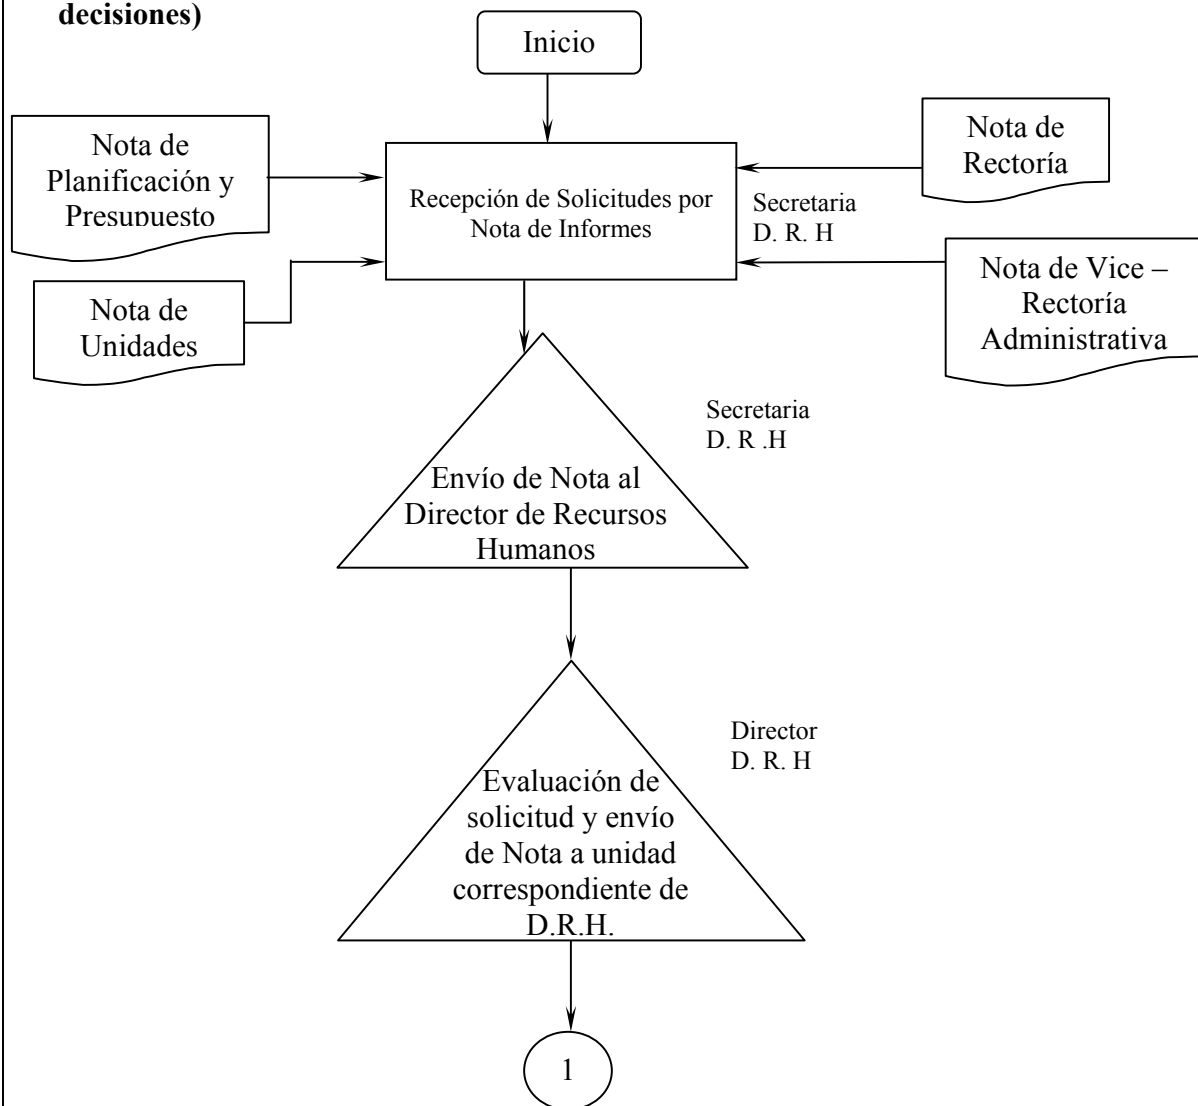 decisiones)
Inicio
Nota de
Planificación y
Presupuesto
Nota de
Rectoría
Recepción de Solicitudes por
Nota de Informes
Secretaria
D. R. H
Nota de
Unidades
Nota de Vice –
Rectoría
Administrativa
Secretaria
D. R .H
Envío de Nota al
Director de Recursos
Humanos
Director
D. R. H
Evaluación de
solicitud y envío
de Nota a unidad
correspondiente de
D.R.H.
1